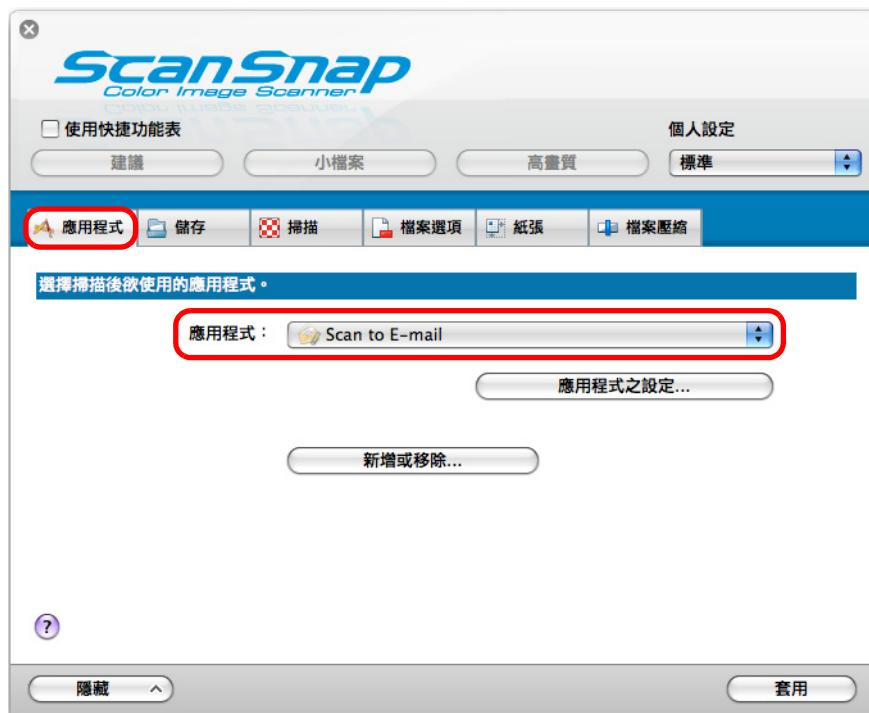 ScanSnap
Color Image Scanner
使用快捷功能表
個人設定
建議
小檔案
高畫質
標準
應用程式
儲存
掃描
檔案選項
紙張
檔案壓縮
選擇掃描後欲使用的應用程式。
應用程式：
Scan to E-mail
應用程式之設定...
新增或移除...
?
隱藏
套用